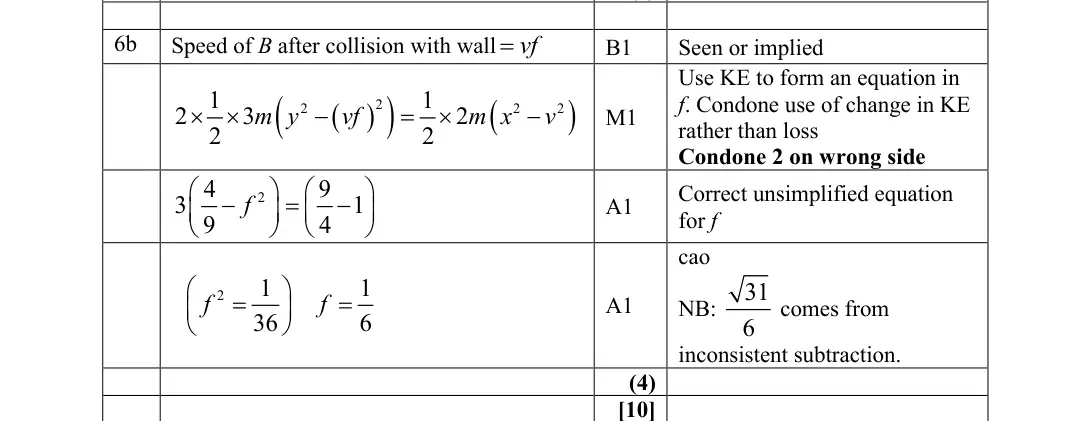 6b Speed of B after collision with wall = vf B1 Seen or implied
2 × 1/2 × 3m(y² − (vf)²) = 1/2 × 2m(x² − v²) M1 Use KE to form an equation in
f. Condone use of change in KE
rather than loss
Condone 2 on wrong side
3(4/9 − f²) = (9/4 − 1) A1 Correct unsimplified equation
for f
(f² = 1/36) f = 1/6 A1 cao
NB: √31/6 comes from
inconsistent subtraction.
(4)
[10]